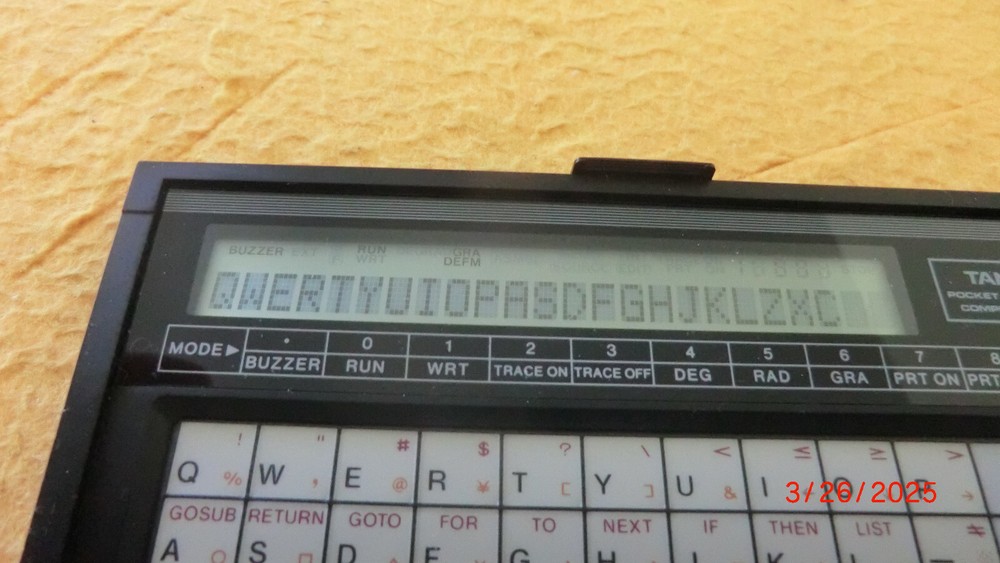 BUZZER EXT RUN GRA
WRT DEFM
QWERTYUIOPASDFGHJKLZXC
MODE▶ · 0 1 2 3 4 5 6 7 8
BUZZER RUN WRT TRACE ON TRACE OFF DEG RAD GRA PRT ON PRT
TAN
POCKET
COMP
! " # $ ? \ < ≤ ≥ >
Q % W , E @ R ¥ T [ Y ] U & I O P →
GOSUB RETURN GOTO FOR TO NEXT IF THEN LIST ≠
A S D F G H J K L
3/26/2025